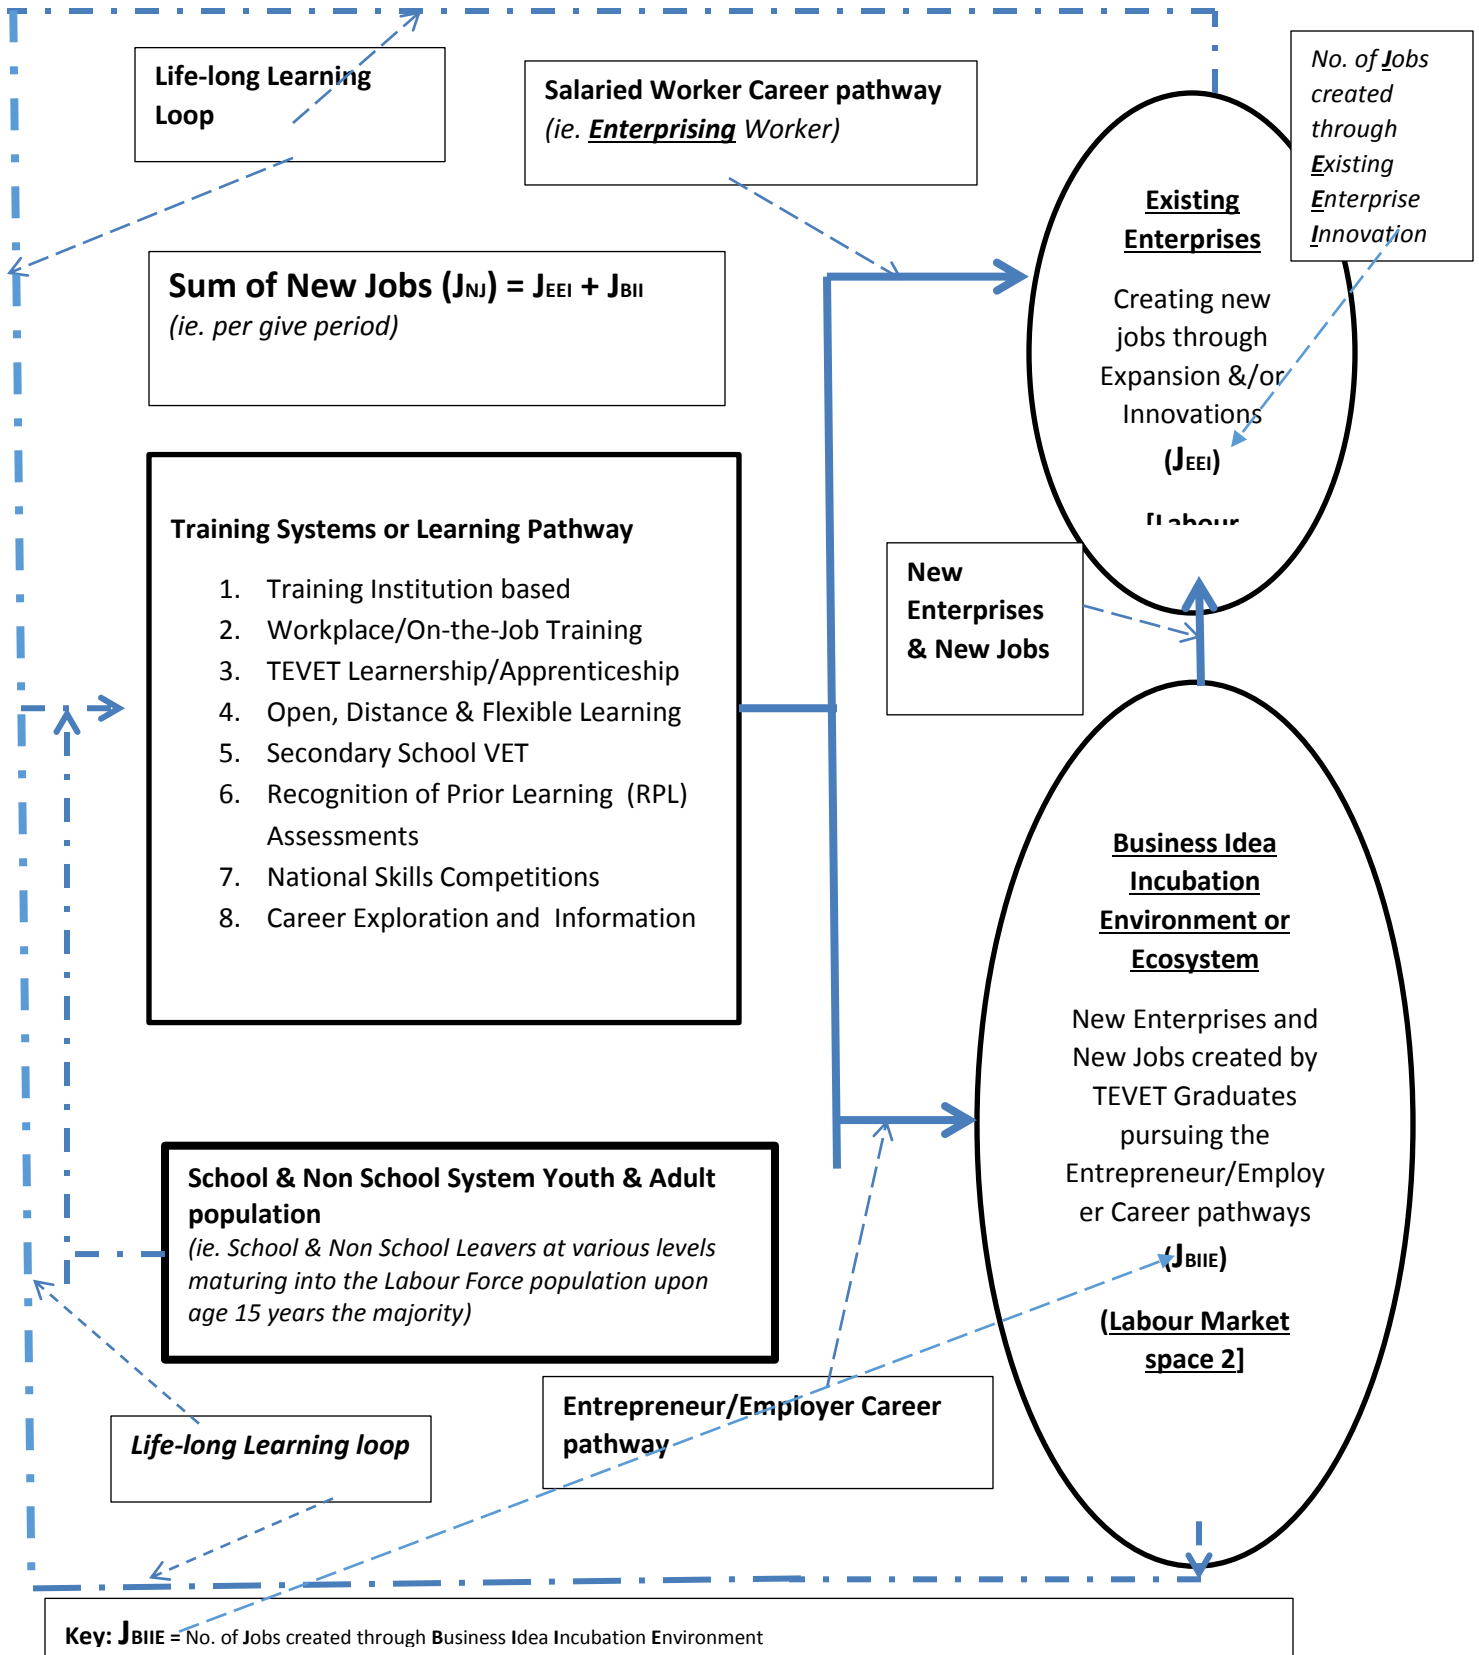 Life-long Learning
Loop
Salaried Worker Career pathway
(ie. Enterprising Worker)
No. of Jobs
created
through
Existing
Enterprise
Innovation
Existing
Enterprises
Creating new
jobs through
Expansion &/or
Innovations
(JEEI)
[Labour
Sum of New Jobs (JNJ) = JEEI + JBII
(ie. per give period)
Training Systems or Learning Pathway
1. Training Institution based
2. Workplace/On-the-Job Training
3. TEVET Learnership/Apprenticeship
4. Open, Distance & Flexible Learning
5. Secondary School VET
6. Recognition of Prior Learning (RPL)
Assessments
7. National Skills Competitions
8. Career Exploration and Information
New
Enterprises
& New Jobs
Business Idea
Incubation
Environment or
Ecosystem
New Enterprises and
New Jobs created by
TEVET Graduates
pursuing the
Entrepreneur/Employ
er Career pathways
(JBIIE)
(Labour Market
space 2]
School & Non School System Youth & Adult
population
(ie. School & Non School Leavers at various levels
maturing into the Labour Force population upon
age 15 years the majority)
Life-long Learning loop
Entrepreneur/Employer Career
pathway
Key: JBIIE = No. of Jobs created through Business Idea Incubation Environment